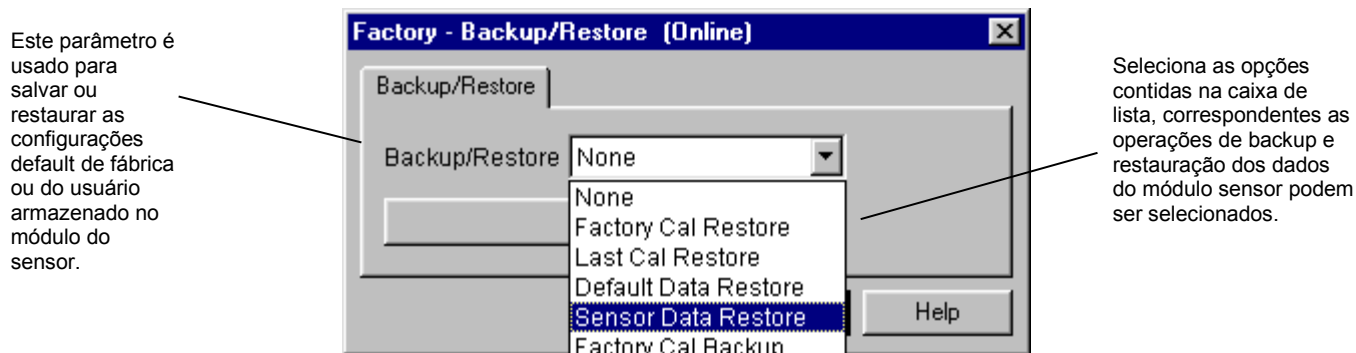 Este parâmetro é
usado para
salvar ou
restaurar as
configurações
default de fábrica
ou do usuário
armazenado no
módulo do
sensor.
Factory - Backup/Restore (Online)
Backup/Restore
Backup/Restore None
None
Factory Cal Restore
Last Cal Restore
Default Data Restore
Sensor Data Restore
Factory Cal Backup
Help
Seleciona as opções
contidas na caixa de
lista, correspondentes as
operações de backup e
restauração dos dados
do módulo sensor podem
ser selecionados.